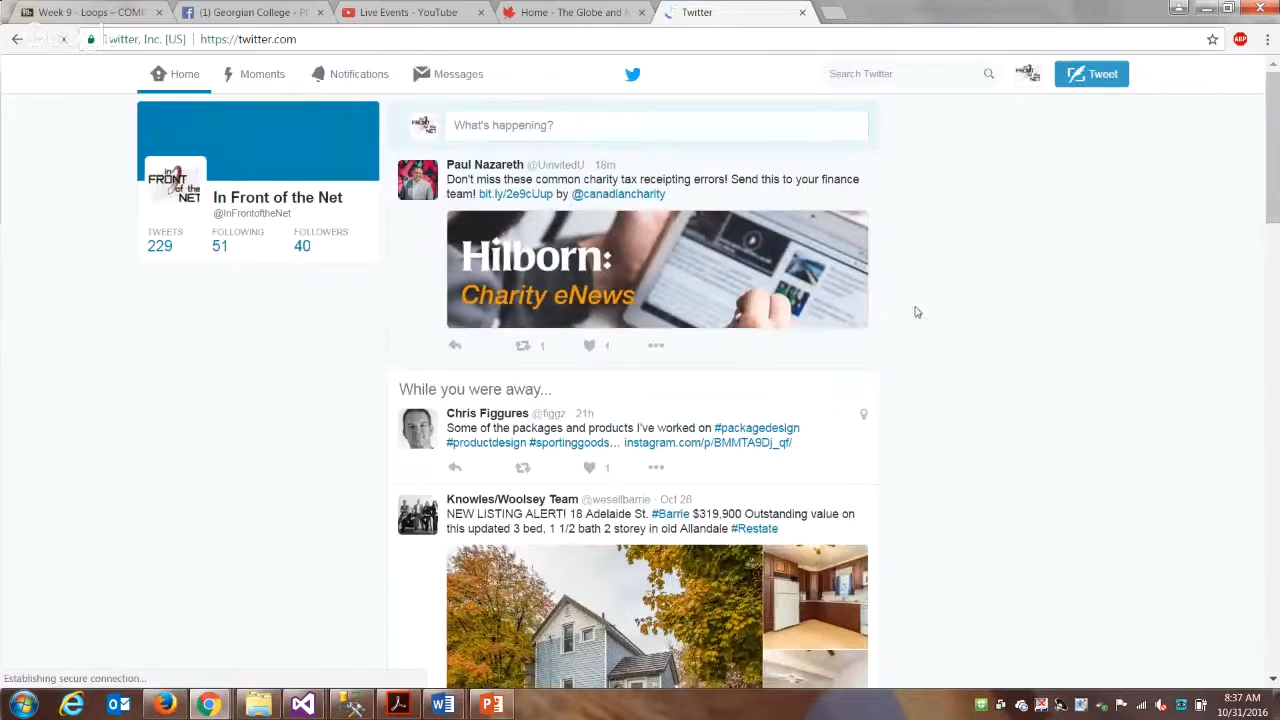 Week 9 - Loops -
(1) Georgian College - COMP
Live Events - YouTube
Home - The Globe and M
Twitter
Twitter, Inc. [US] https://twitter.com
Home Moments Notifications Messages Search Twitter Tweet
What's happening?
In FRONT of the NET
In Front of the Net
@InFrontoftheNet
TWEETS FOLLOWING FOLLOWERS
229 51 40
Paul Nazareth @UinvitedU · 18m
Don't miss these common charity tax receipting errors! Send this to your finance
team! bit.ly/2e9cUup by @canadiancharity
Hilborn:
Charity eNews
1 1
While you were away...
Chris Figgures @figgz · 21h
Some of the packages and products I've worked on #packagedesign
#productdesign #sportinggoods… instagram.com/p/BMMTA9Dj_qf/
1
Knowles/Woolsey Team @wesellbarrie · Oct 26
NEW LISTING ALERT! 18 Adelaide St. #Barrie $319,900 Outstanding value on
this updated 3 bed, 1 1/2 bath 2 storey in old Allandale #Restate
Establishing secure connection...
8:37 AM
10/31/2016